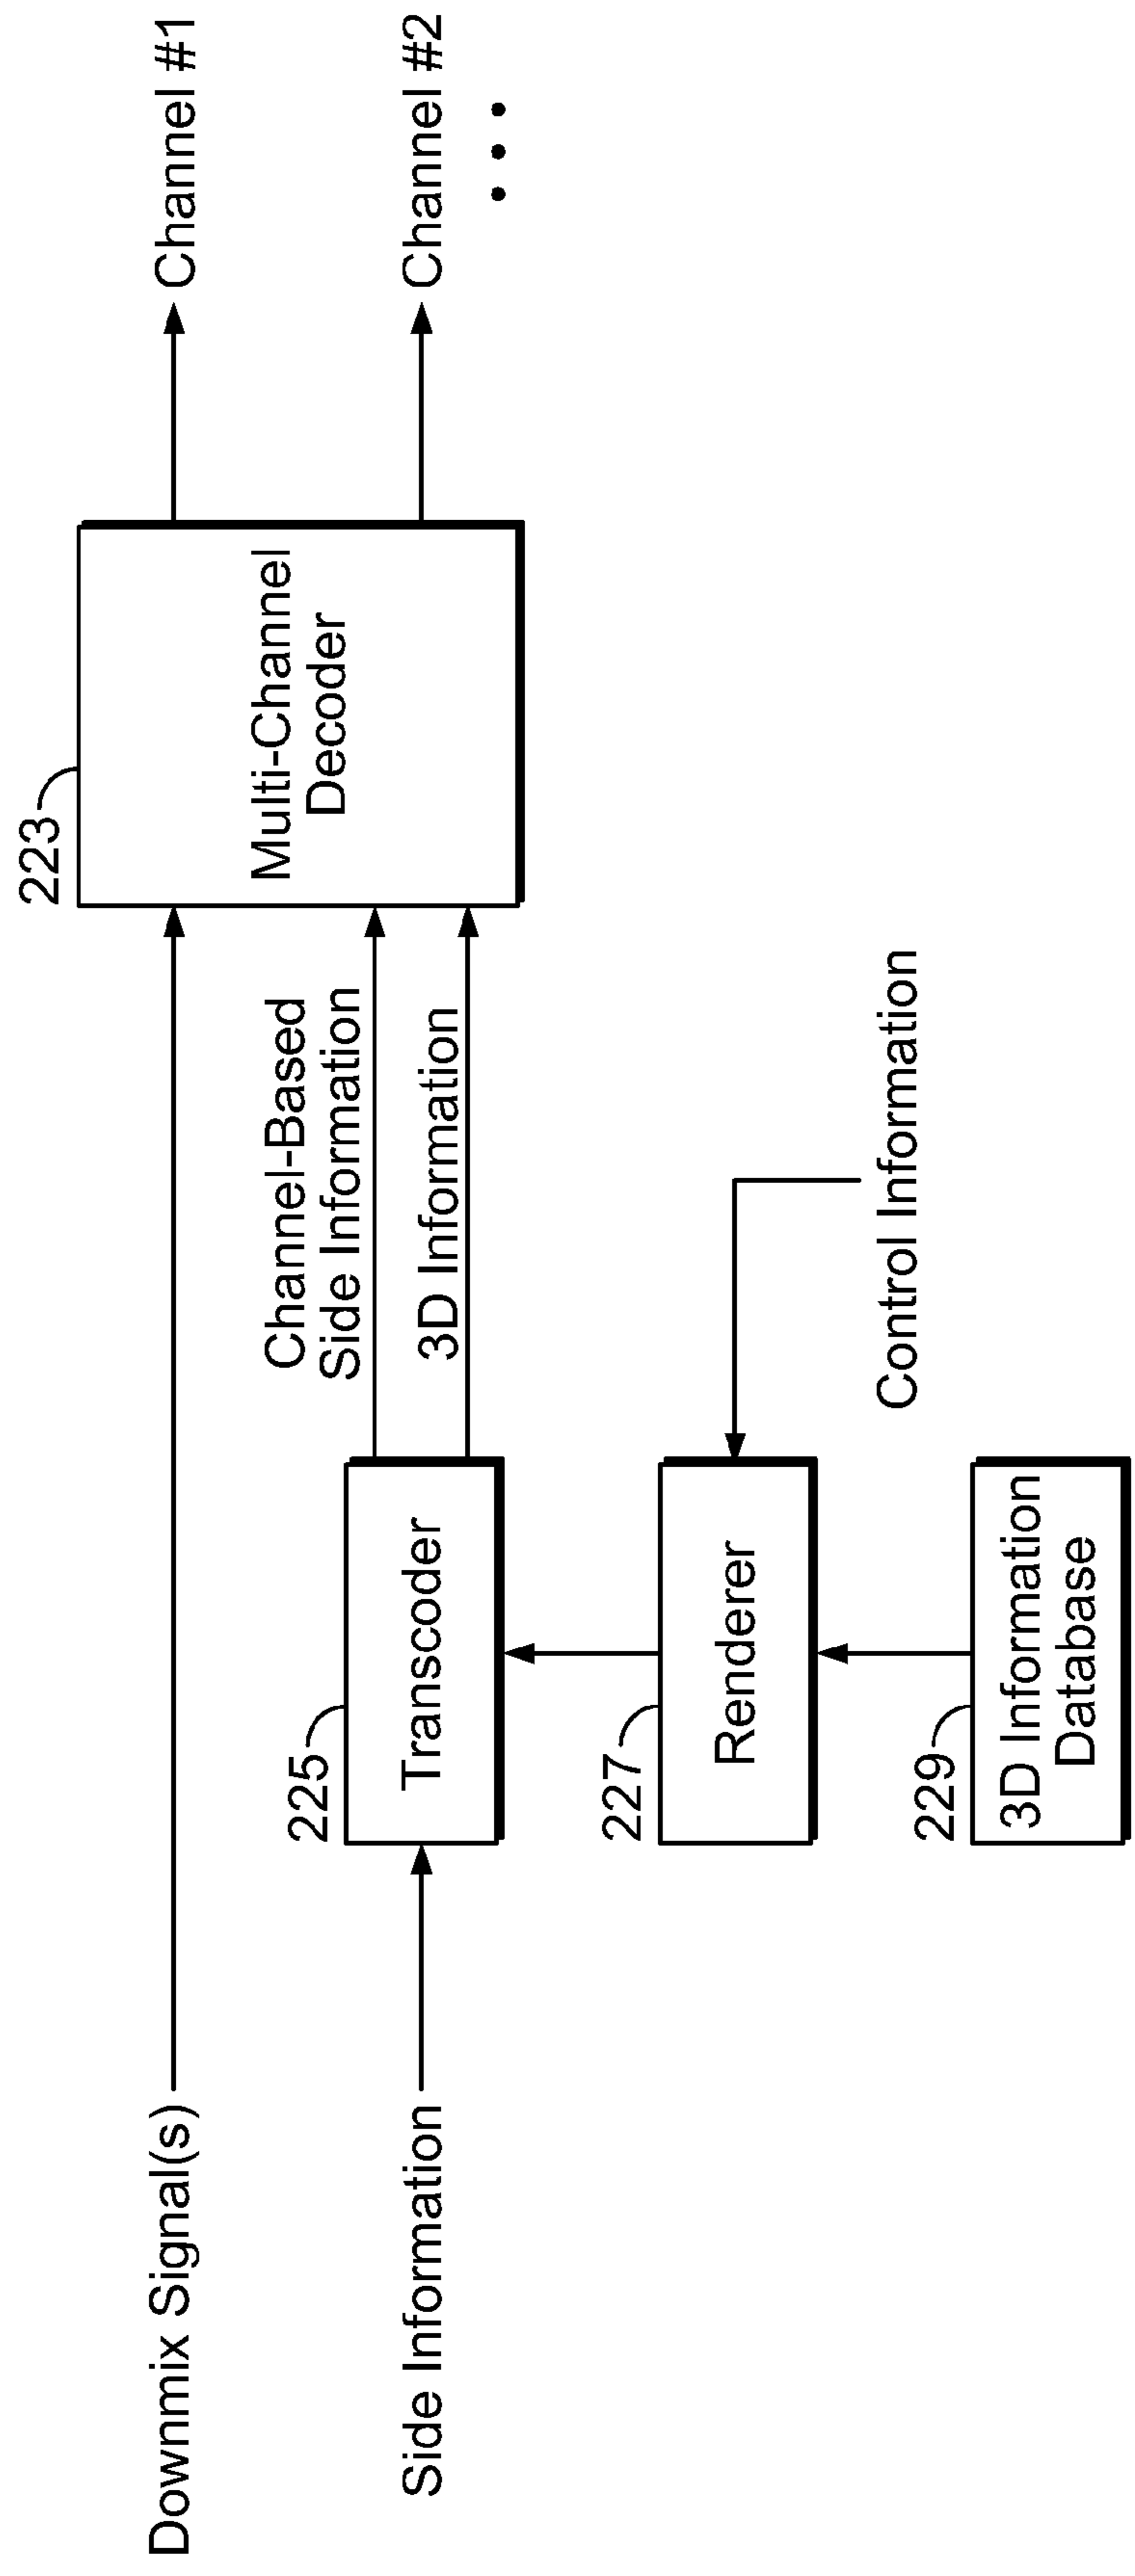 Downmix Signal(s)
223
Multi-Channel
Decoder
Channel #1
Channel #2
Channel-Based
Side Information
3D Information
Side Information
225
Transcoder
227
Renderer
Control Information
229
3D Information
Database